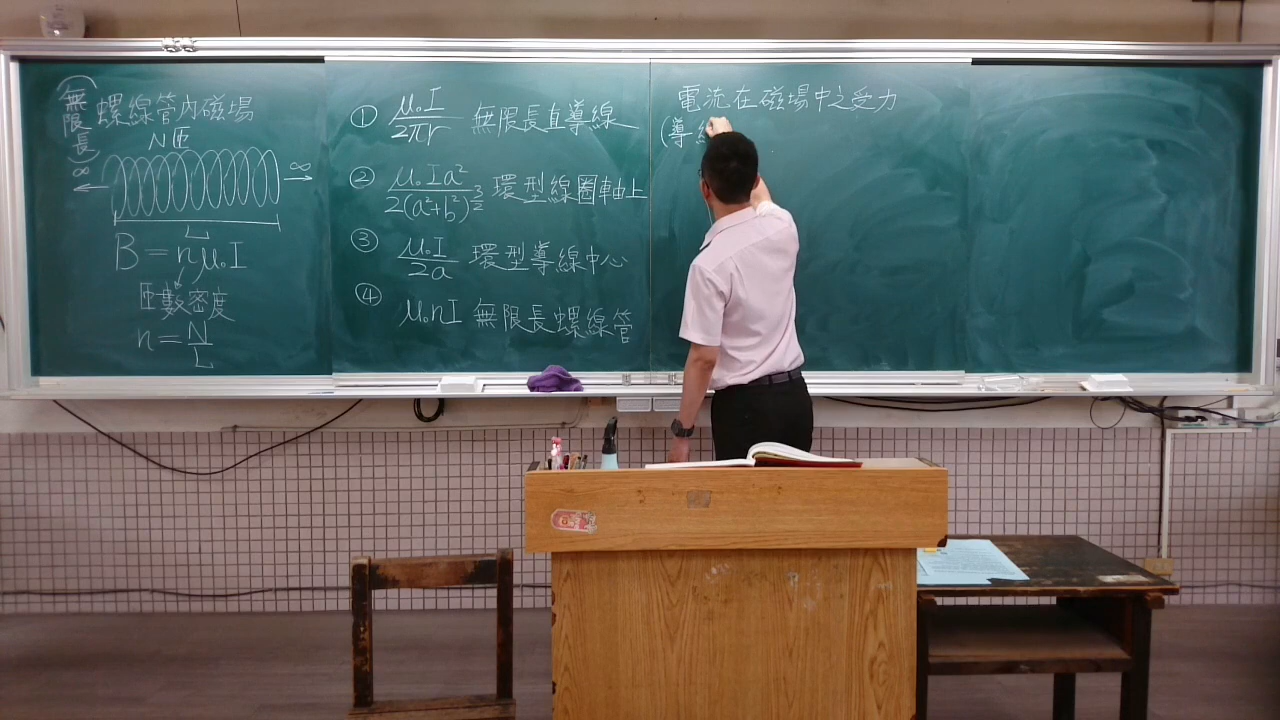 (無限長)
螺線管內磁場
N匝
∞ ∞
L
B=nμ₀I
匝數密度
n=N/L
① μ₀I/2πr 無限長直導線
② μ₀Ia²/2(a²+b²)^3/2 環型線圈軸上
③ μ₀I/2a 環型導線中心
④ μ₀nI 無限長螺線管
電流在磁場中之受力
(導